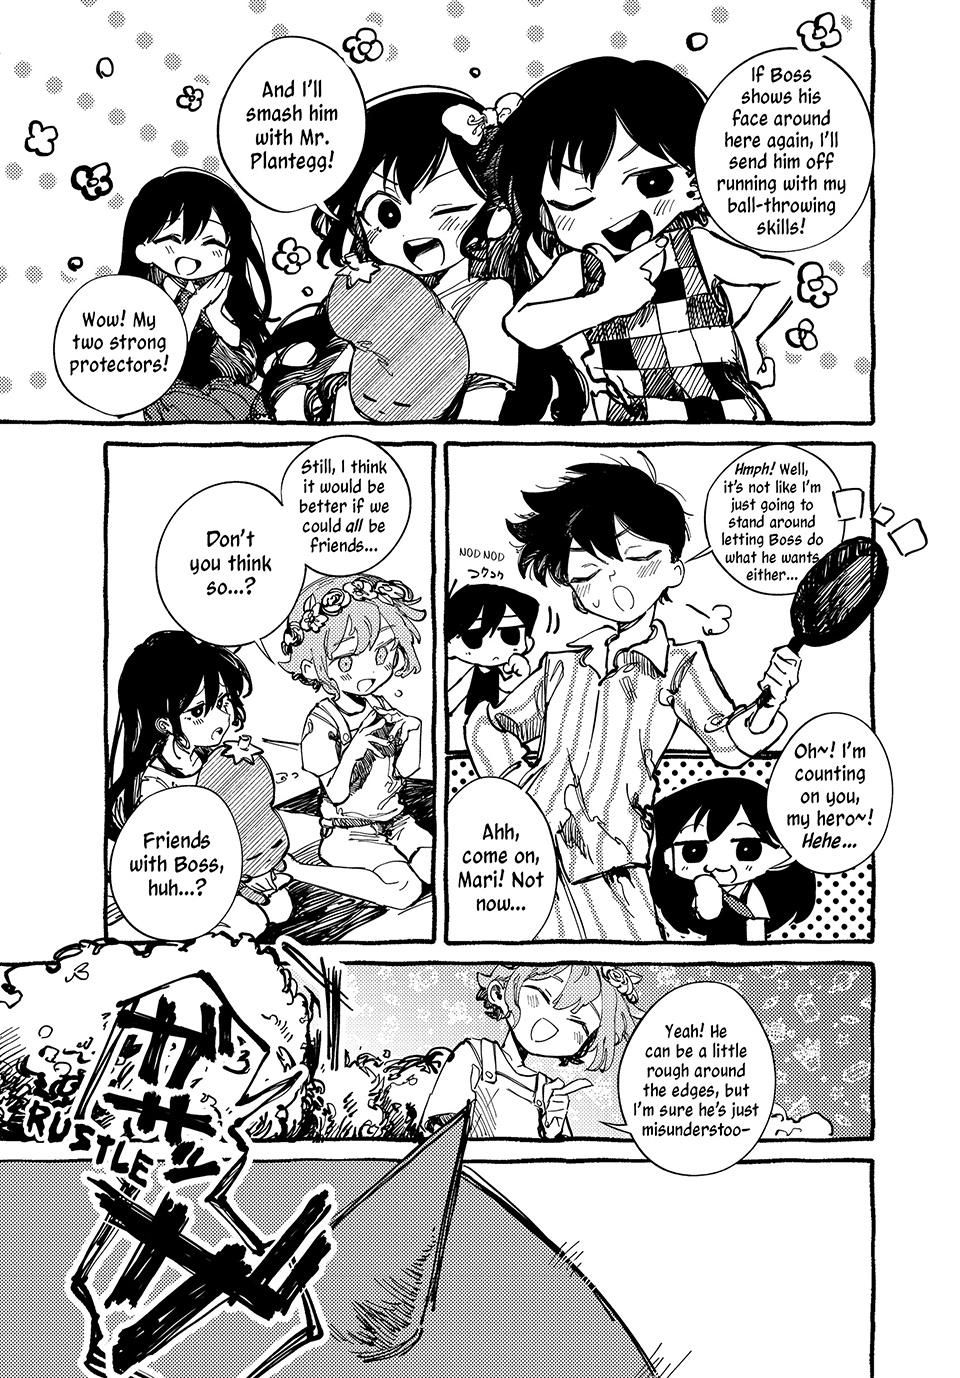 If Boss
shows his
face around
here again, I'll
send him off
running with my
ball-throwing
skills!
And I'll
smash him
with Mr.
Plantegg!
Wow! My
two strong
protectors!
Hmph! Well,
it's not like I'm
just going to
stand around
letting Boss do
what he wants,
either...
NOD NOD
コクコク
Oh~! I'm
counting
on you,
my hero~!
Hehe...
Ahh,
come on,
Mari! Not
now...
Still, I think
it would be
better if we
could all be
friends...
Don't
you think
so...?
Friends
with Boss,
huh...?
Yeah! He
can be a little
rough around
the edges, but
I'm sure he's just
misunderstoo-
RUSTLE